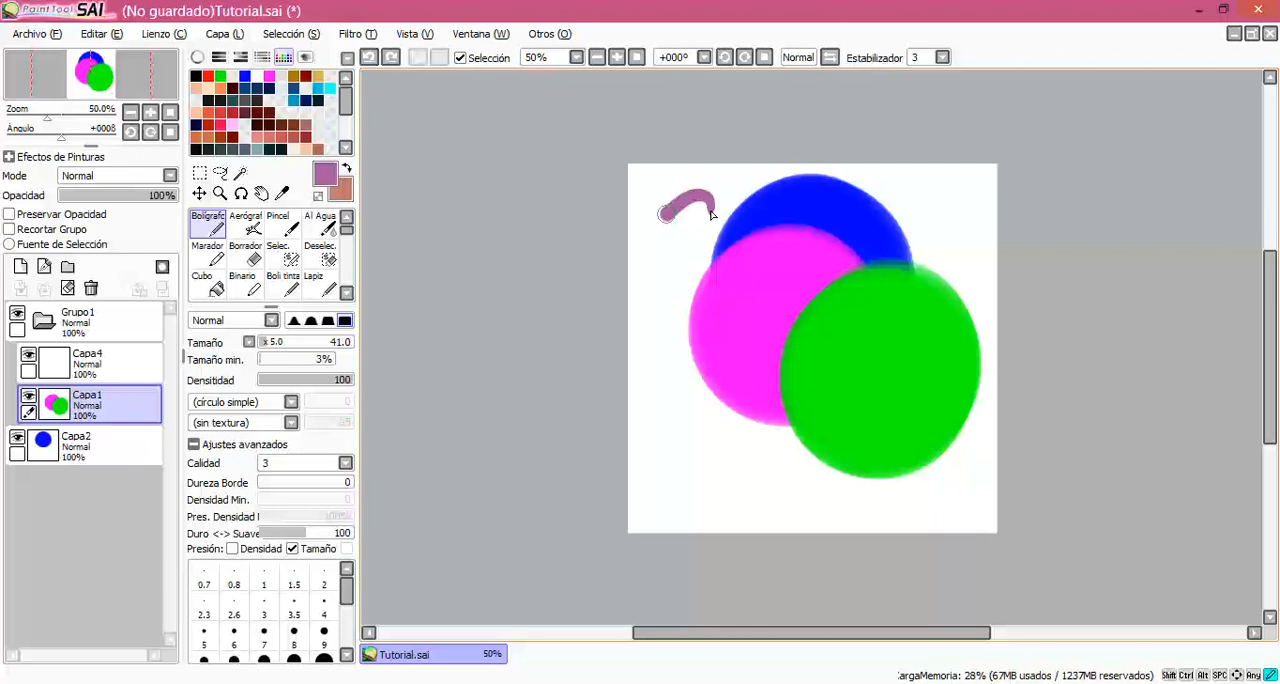 PaintTool SAI (No guardado)Tutorial.sai (*)
Archivo (F) Editar (E) Lienzo (C) Capa (L) Selección (S) Filtro (T) Vista (V) Ventana (W) Otros (O)
Selección 50% +000º Normal Estabilizador 3
Zoom 50.0%
Ángulo +0008
Efectos de Pinturas
Modo Normal
Opacidad 100%
Preservar Opacidad
Recortar Grupo
Fuente de Selección
Grupo1
Normal
100%
Capa4
Normal
100%
Capa1
Normal
100%
Capa2
Normal
100%
Bolígrafo Aerógraf Pincel Al Agua
Marador Borrador Selec. Deselec.
Cubo Binario Boli tinta Lapiz
Normal
Tamaño x 5.0 41.0
Tamaño min. 3%
Densitidad 100
(círculo simple)
(sin textura)
Ajustes avanzados
Calidad 3
Dureza Borde 0
Densidad Min. 0
Pres. Densidad
Duro <-> Suave 100
Presión: Densidad Tamaño
0.7 0.8 1 1.5 2
2.3 2.6 3 3.5 4
5 6 7 8 9
Tutorial.sai 50%
CargaMemoria: 28% (67MB usados / 1237MB reservados) Shift Ctrl Alt SPC Any